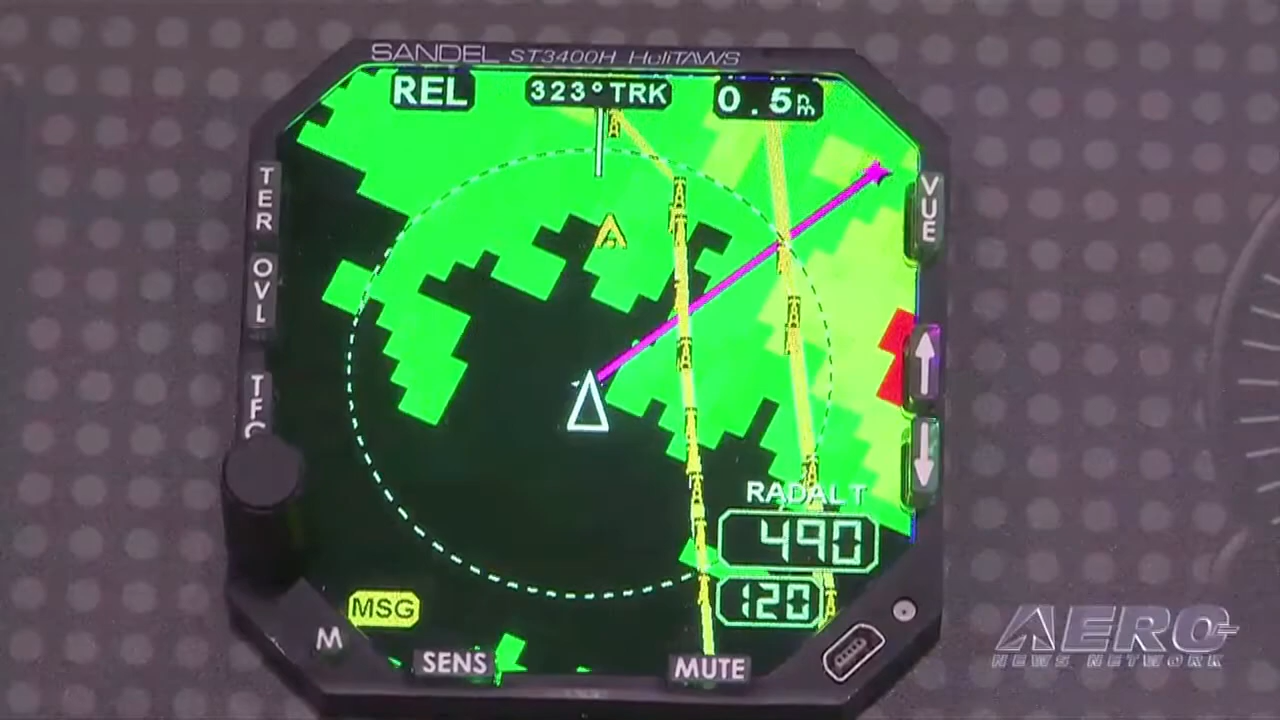 SANDEL ST3400H HeliTAWS
REL
323° TRK
0.5nm
TER
OVL
TFC
VUE
RADALT
490
120
MSG
M
SENS
MUTE
AERO
NEWS NETWORK